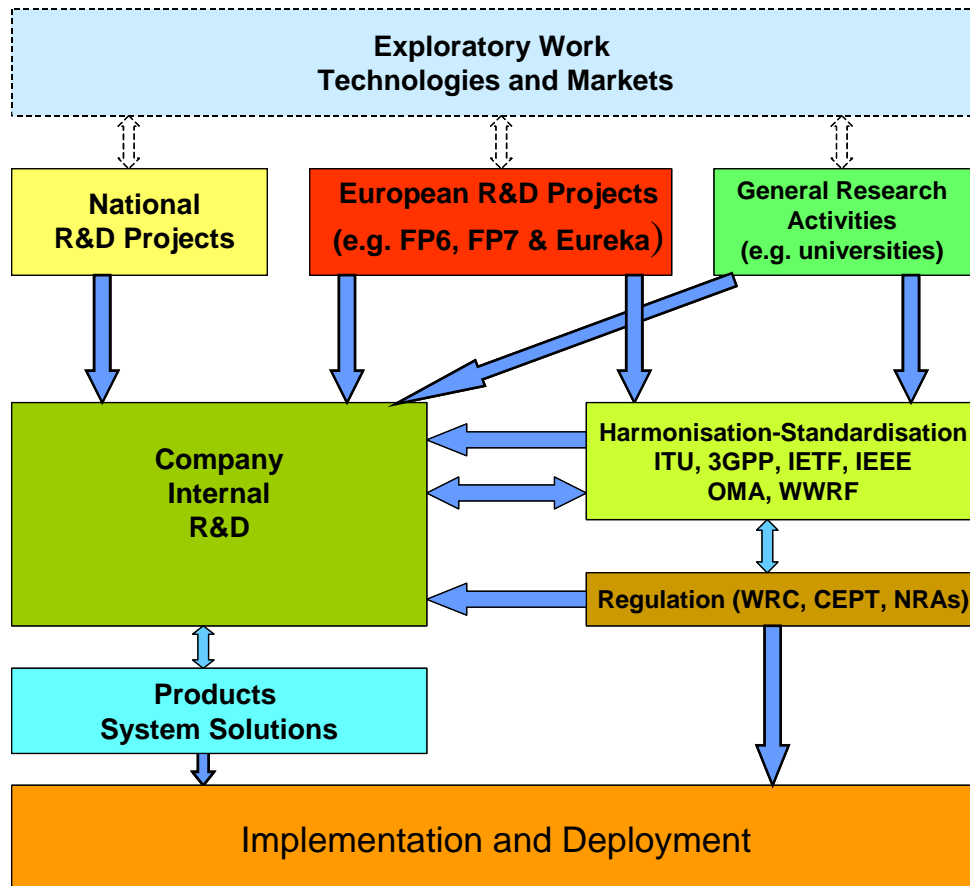 Exploratory Work
Technologies and Markets
National
R&D Projects
European R&D Projects
(e.g. FP6, FP7 & Eureka)
General Research
Activities
(e.g. universities)
Company
Internal
R&D
Harmonisation-Standardisation
ITU, 3GPP, IETF, IEEE
OMA, WWRF
Regulation (WRC, CEPT, NRAs)
Products
System Solutions
Implementation and Deployment